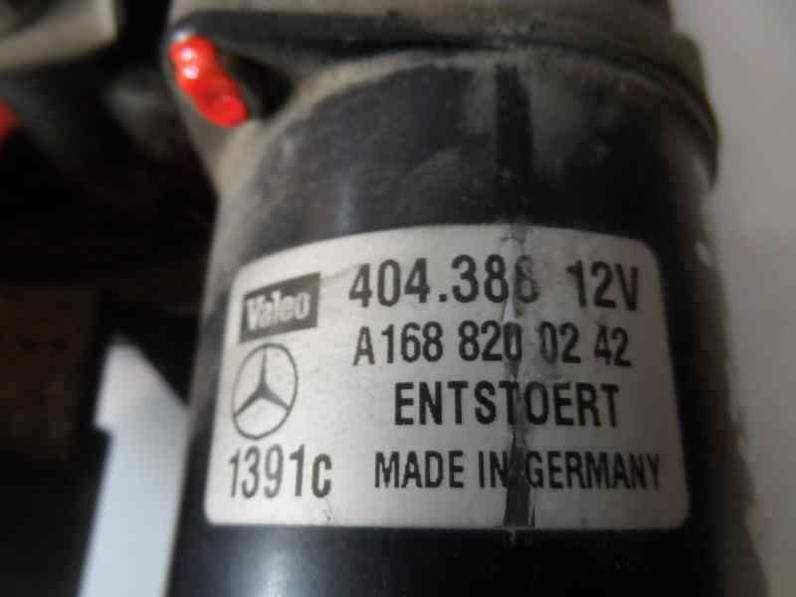 Valeo 404.388 12V
A168 820 02 42
ENTSTOERT
1391c MADE IN GERMANY